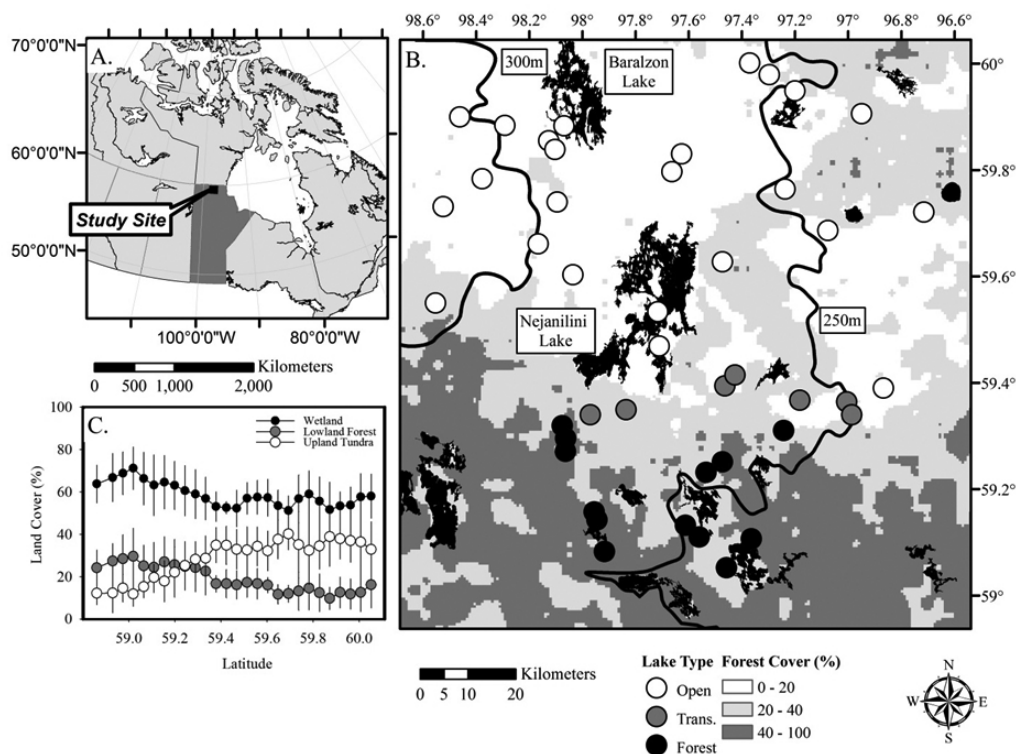 A.
70°0'0"N
60°0'0"N
50°0'0"N
Study Site
100°0'0"W
80°0'0"W
Kilometers
0 500 1,000 2,000
B.
98.6° 98.4° 98.2° 98° 97.8° 97.6° 97.4° 97.2° 97° 96.8° 96.6°
60°
59.8°
59.6°
59.4°
59.2°
59°
300m
Baralzon
Lake
Nejanilini
Lake
250m
C.
Wetland
Lowland Forest
Upland Tundra
Land Cover (%)
100
80
60
40
20
0
59.0 59.2 59.4 59.6 59.8 60.0
Latitude
Kilometers
0 5 10 20
Lake Type
Open
Trans.
Forest
Forest Cover (%)
0 - 20
20 - 40
40 - 100
N
W E
S